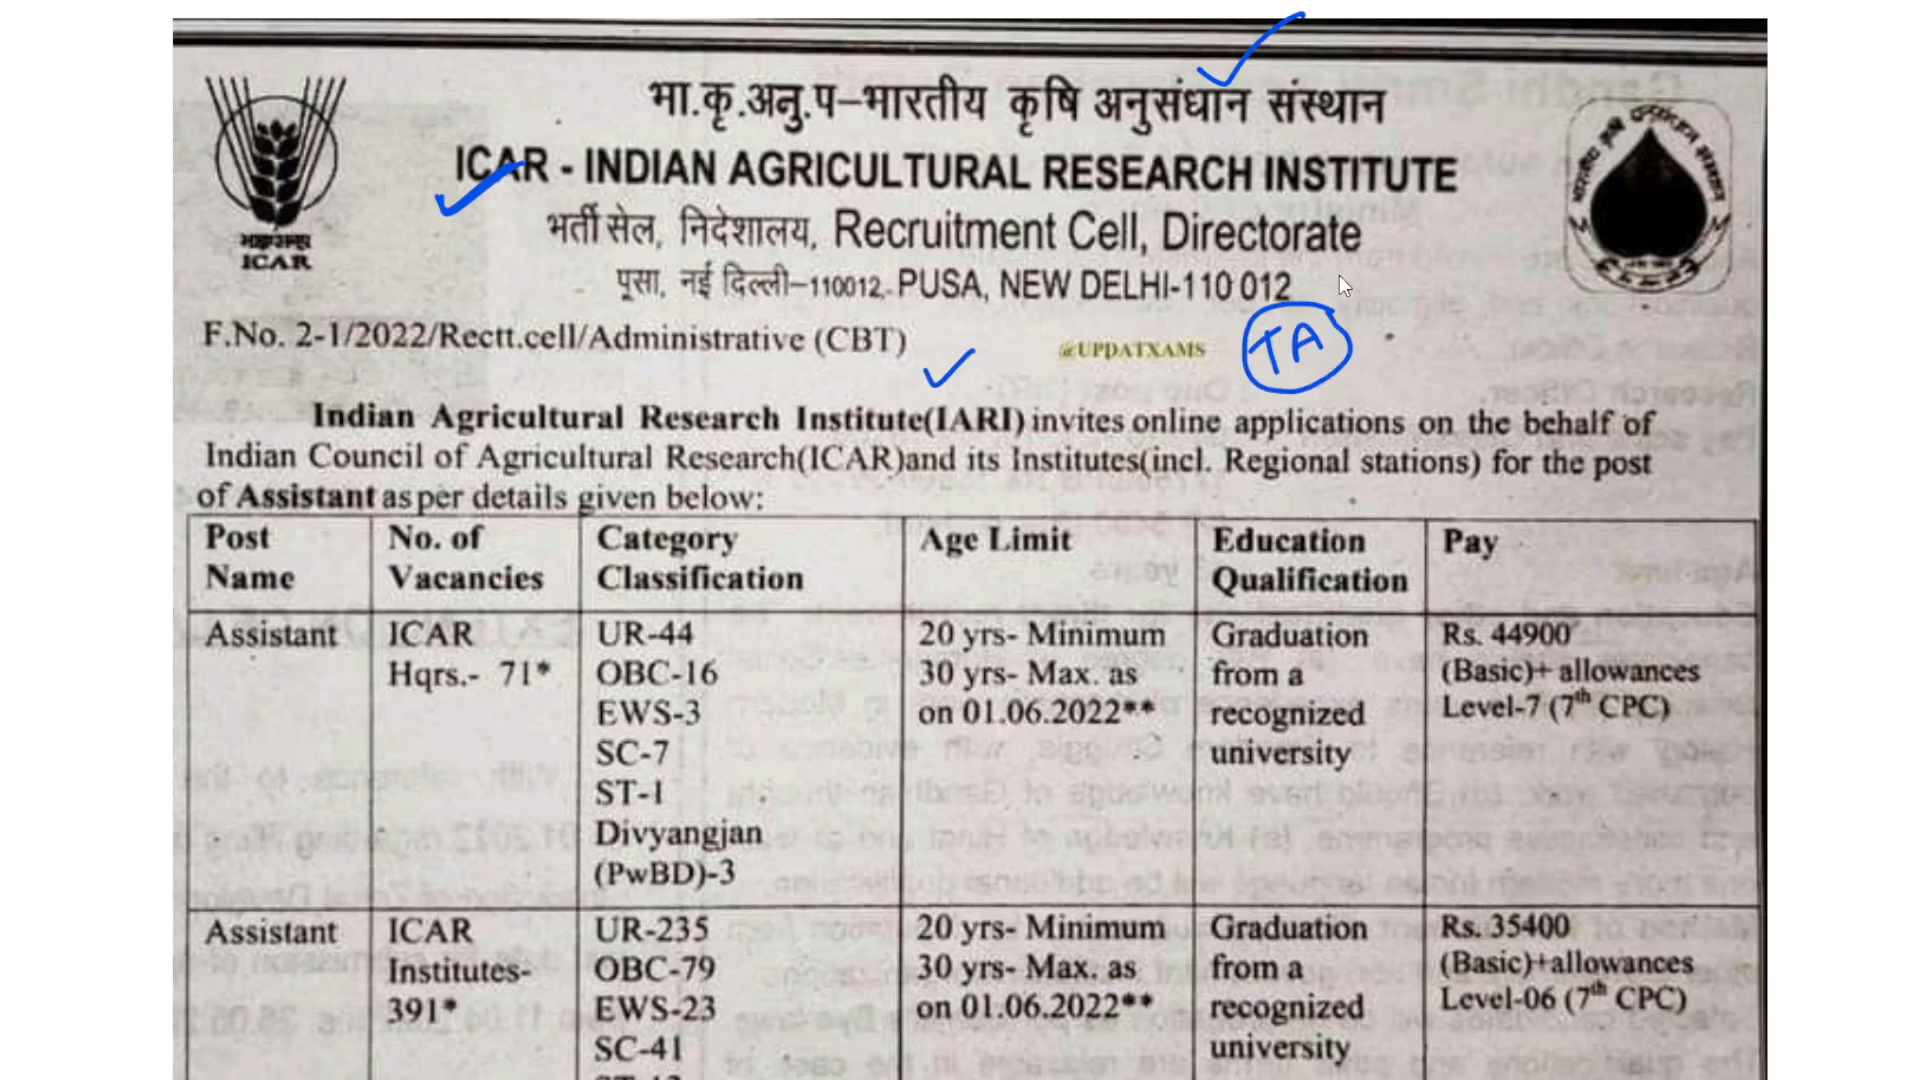 भा.कृ.अनु.प–भारतीय कृषि अनुसंधान संस्थान
ICAR - INDIAN AGRICULTURAL RESEARCH INSTITUTE
भर्ती सेल, निदेशालय, Recruitment Cell, Directorate
पूसा, नई दिल्ली–110012, PUSA, NEW DELHI-110 012
भाकृअनुप
ICAR
F.No. 2-1/2022/Rectt.cell/Administrative (CBT)
@UPDATXAMS
TA
Indian Agricultural Research Institute(IARI) invites online applications on the behalf of
Indian Council of Agricultural Research(ICAR)and its Institutes(incl. Regional stations) for the post
of Assistant as per details given below:
Post Name | No. of Vacancies | Category Classification | Age Limit | Education Qualification | Pay
Assistant | ICAR Hqrs.- 71* | UR-44 OBC-16 EWS-3 SC-7 ST-1 Divyangjan (PwBD)-3 | 20 yrs- Minimum 30 yrs- Max. as on 01.06.2022** | Graduation from a recognized university | Rs. 44900 (Basic)+ allowances Level-7 (7th CPC)
Assistant | ICAR Institutes- 391* | UR-235 OBC-79 EWS-23 SC-41 | 20 yrs- Minimum 30 yrs- Max. as on 01.06.2022** | Graduation from a recognized university | Rs. 35400 (Basic)+allowances Level-06 (7th CPC)